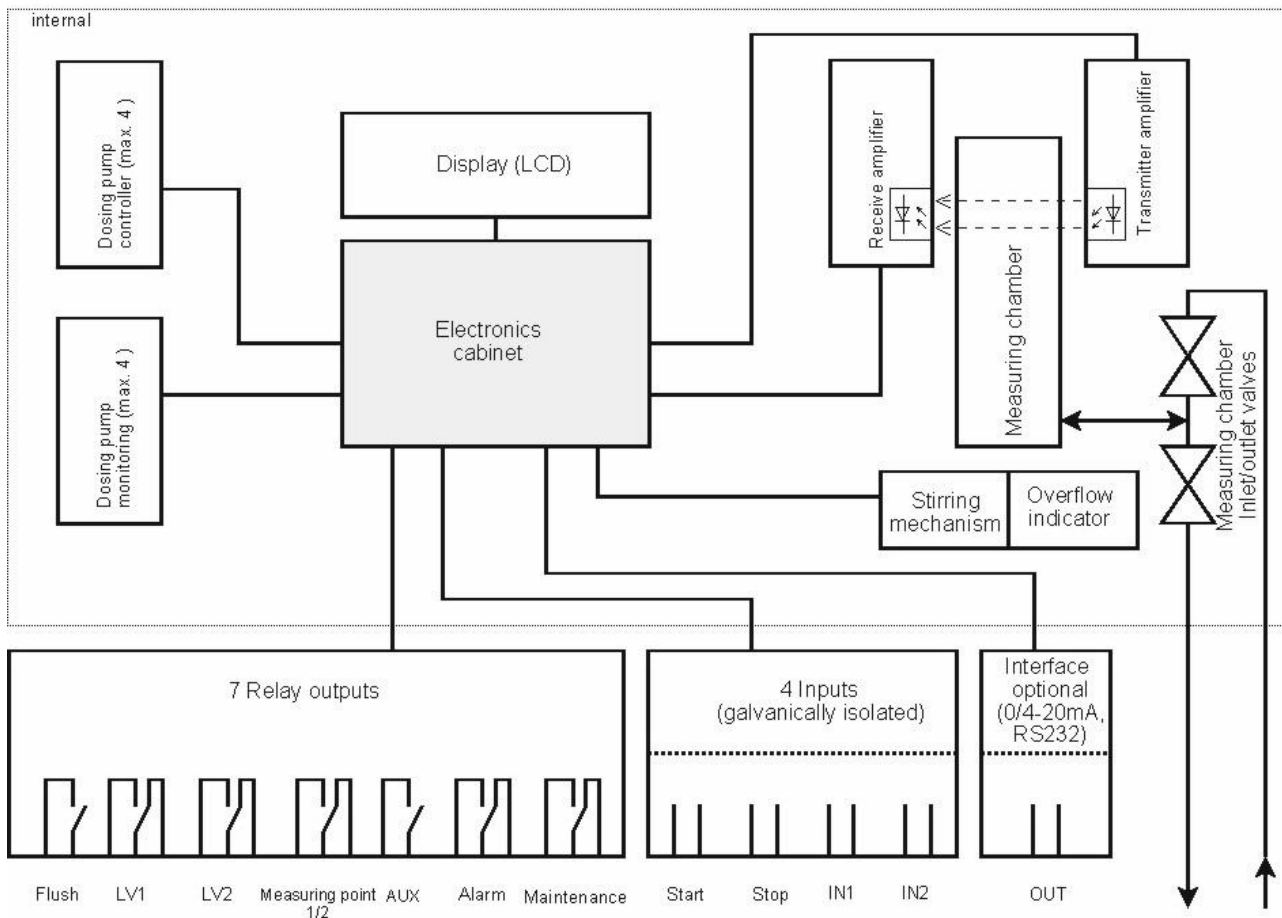 internal
Dosing pump
controller (max. 4 )
Display (LCD)
Receive amplifier
Transmitter amplifier
Measuring chamber
Electronics
cabinet
Dosing pump
monitoring (max. 4 )
Measuring chamber
Inlet/outlet valves
Stirring
mechanism
Overflow
indicator
7 Relay outputs
4 Inputs
(galvanically isolated)
Interface
optional
(0/4-20mA,
RS232)
Flush
LV1
LV2
Measuring point
1/2
AUX
Alarm
Maintenance
Start
Stop
IN1
IN2
OUT